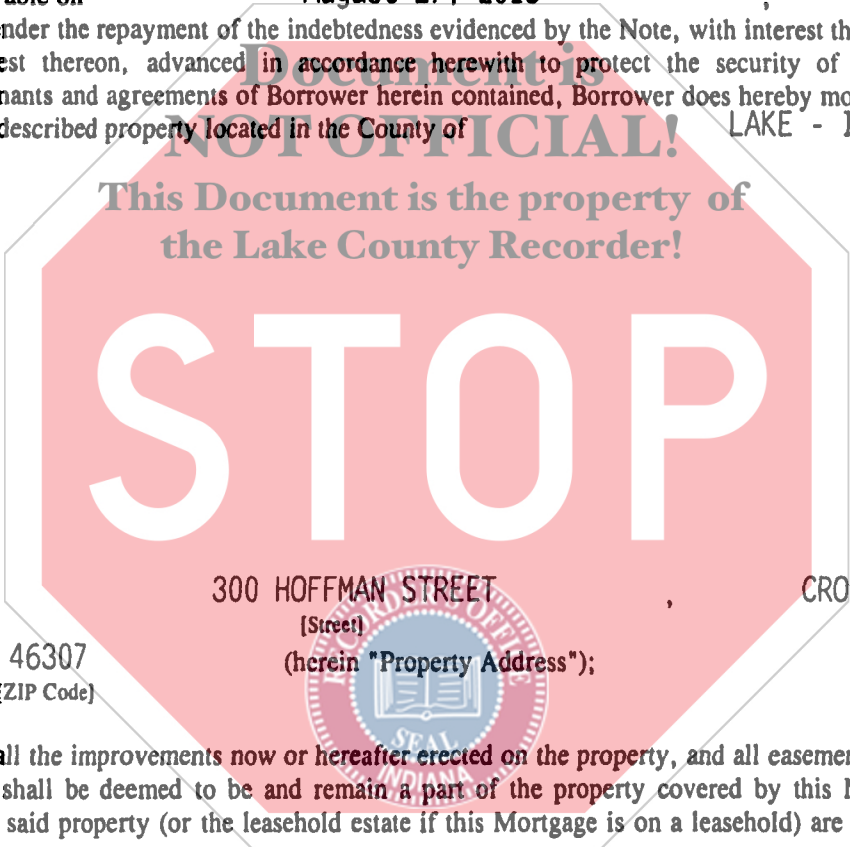 nder the repayment of the indebtedness evidenced by the Note, with interest th
est thereon, advanced in accordance herewith to protect the security of
Document is
nants and agreements of Borrower herein contained, Borrower does hereby mo
described property located in the County of LAKE - I
NOT OFFICIAL!
This Document is the property of
the Lake County Recorder!
STOP
300 HOFFMAN STREET , CRO
[Street]
46307 (herein "Property Address");
[ZIP Code]
RECORDER'S OFFICE
SEAL
INDIANA
all the improvements now or hereafter erected on the property, and all easemen
shall be deemed to be and remain a part of the property covered by this M
said property (or the leasehold estate if this Mortgage is on a leasehold) are